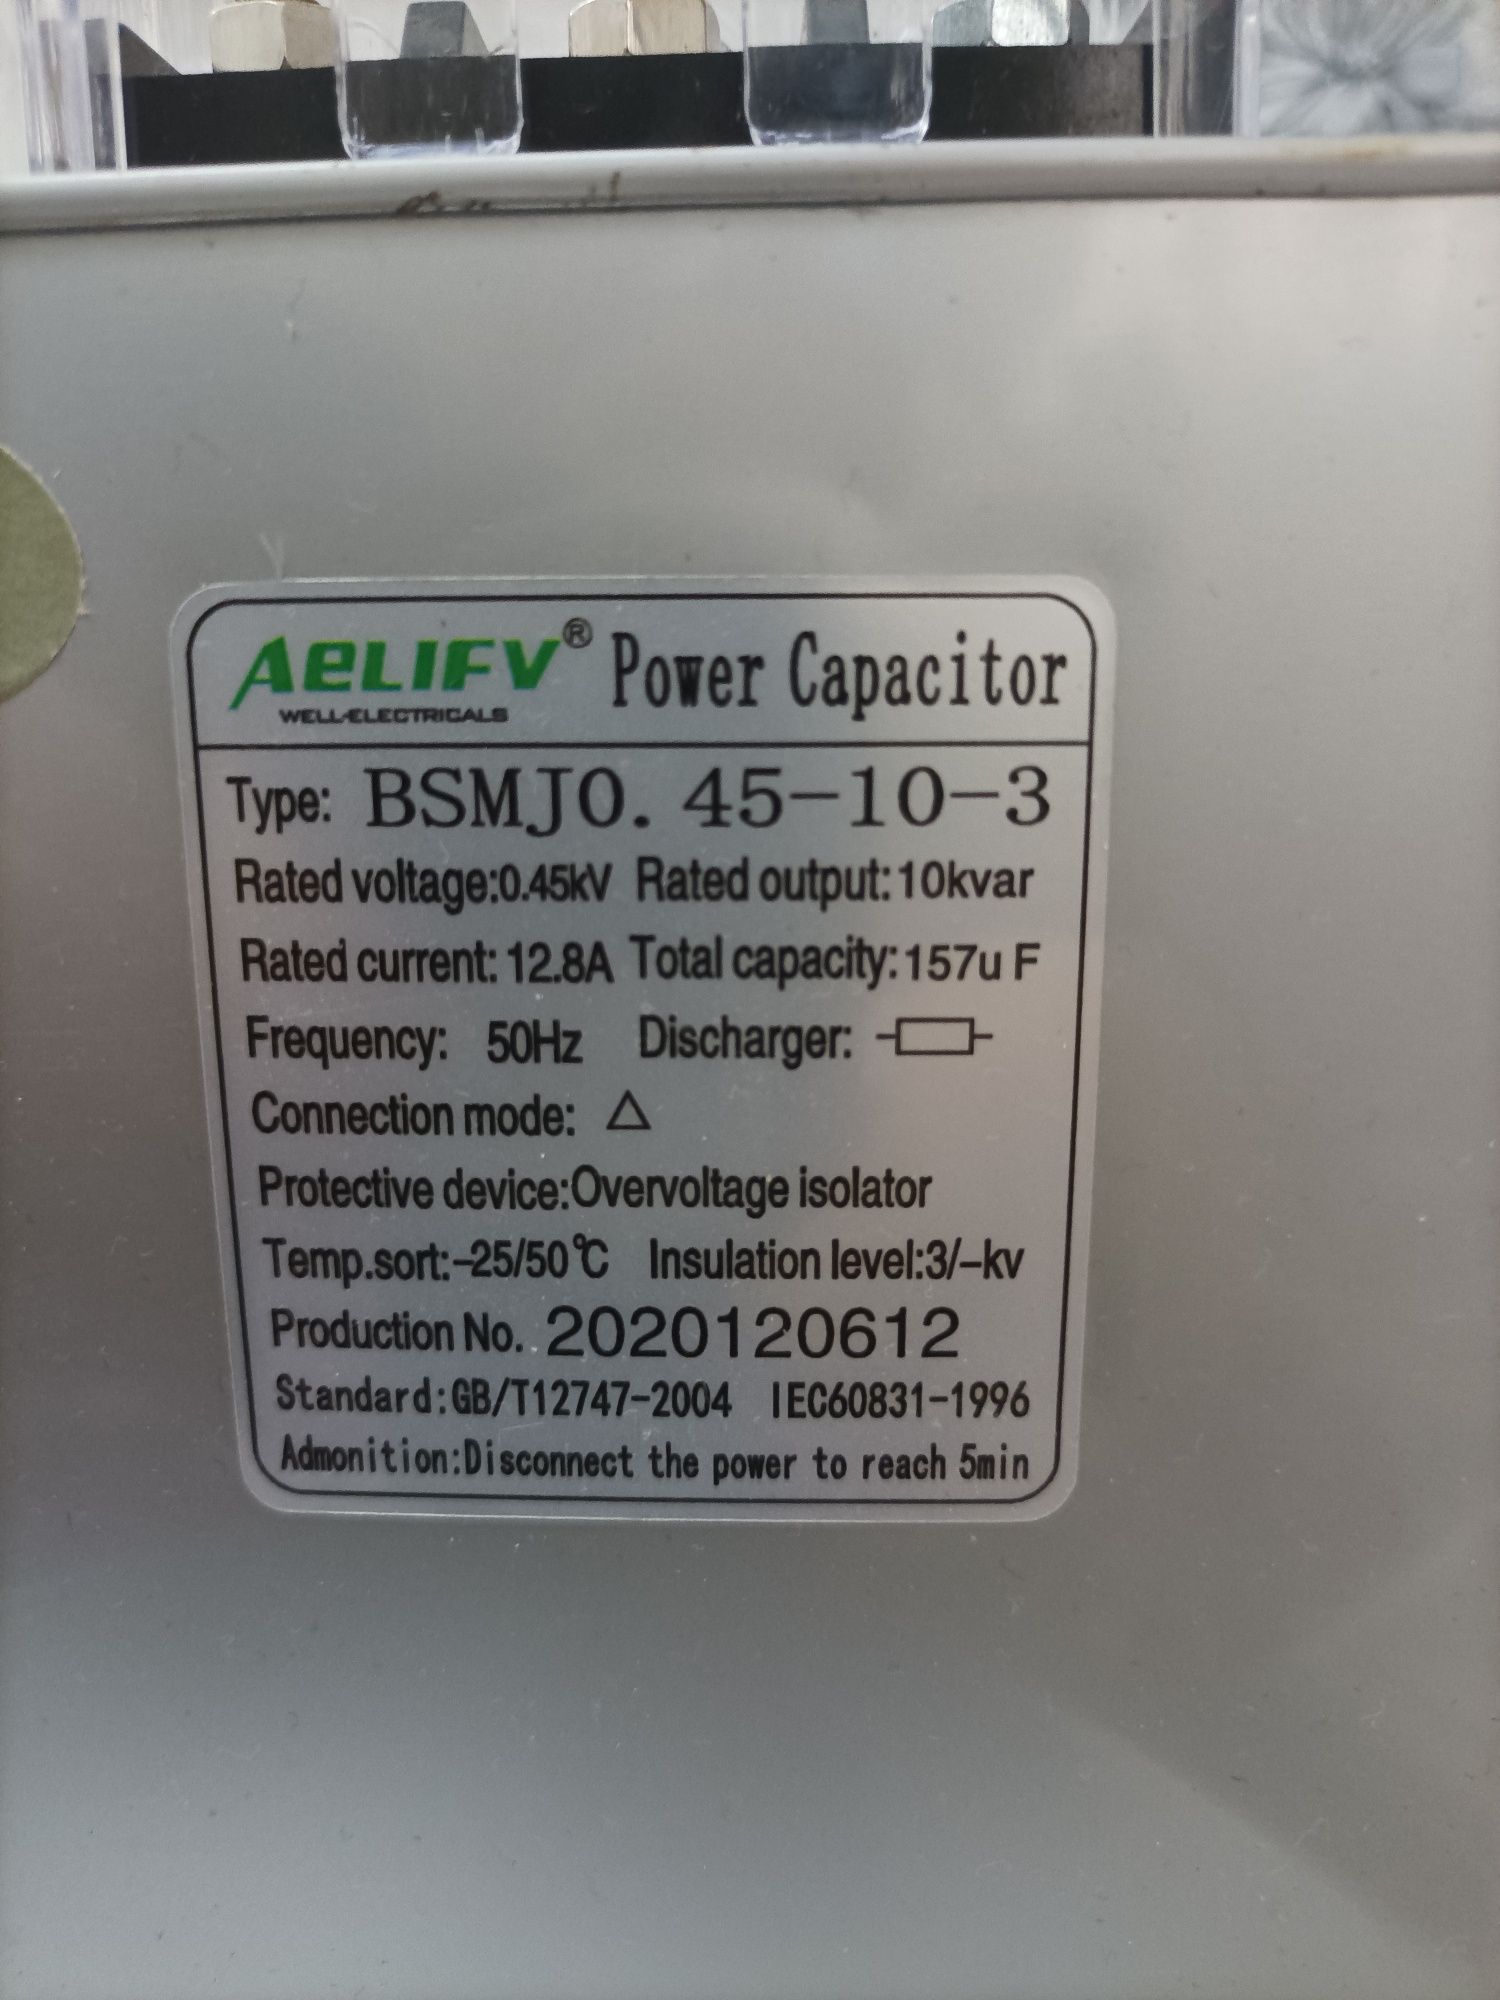 AELIFV® Power Capacitor
WELL-ELECTRICALS
Type: BSMJ0.45-10-3
Rated voltage:0.45kV Rated output:10kvar
Rated current: 12.8A Total capacity:157u F
Frequency: 50Hz Discharger:
Connection mode: △
Protective device:Overvoltage isolator
Temp.sort:-25/50℃ Insulation level:3/-kv
Production No. 2020120612
Standard:GB/T12747-2004 IEC60831-1996
Admonition:Disconnect the power to reach 5min